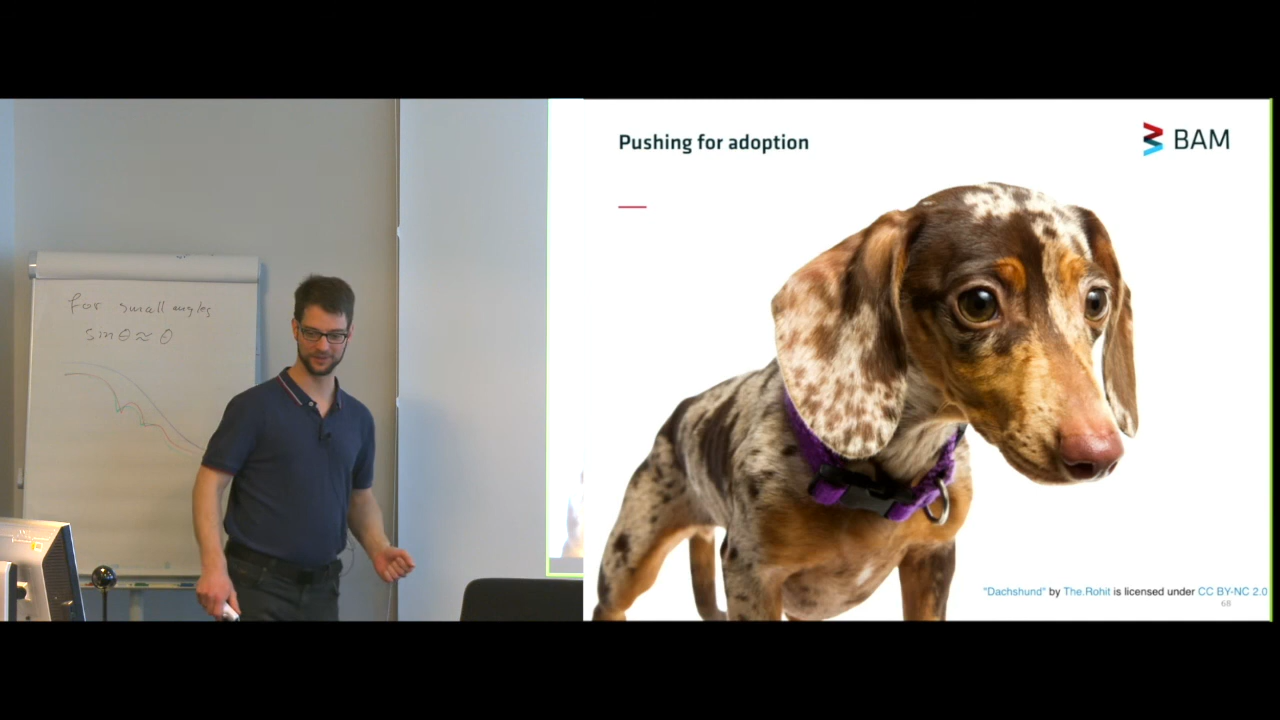 for small angles
sin θ ≈ θ
Pushing for adoption
BAM
"Dachshund" by The.Rohit is licensed under CC BY-NC 2.0
68